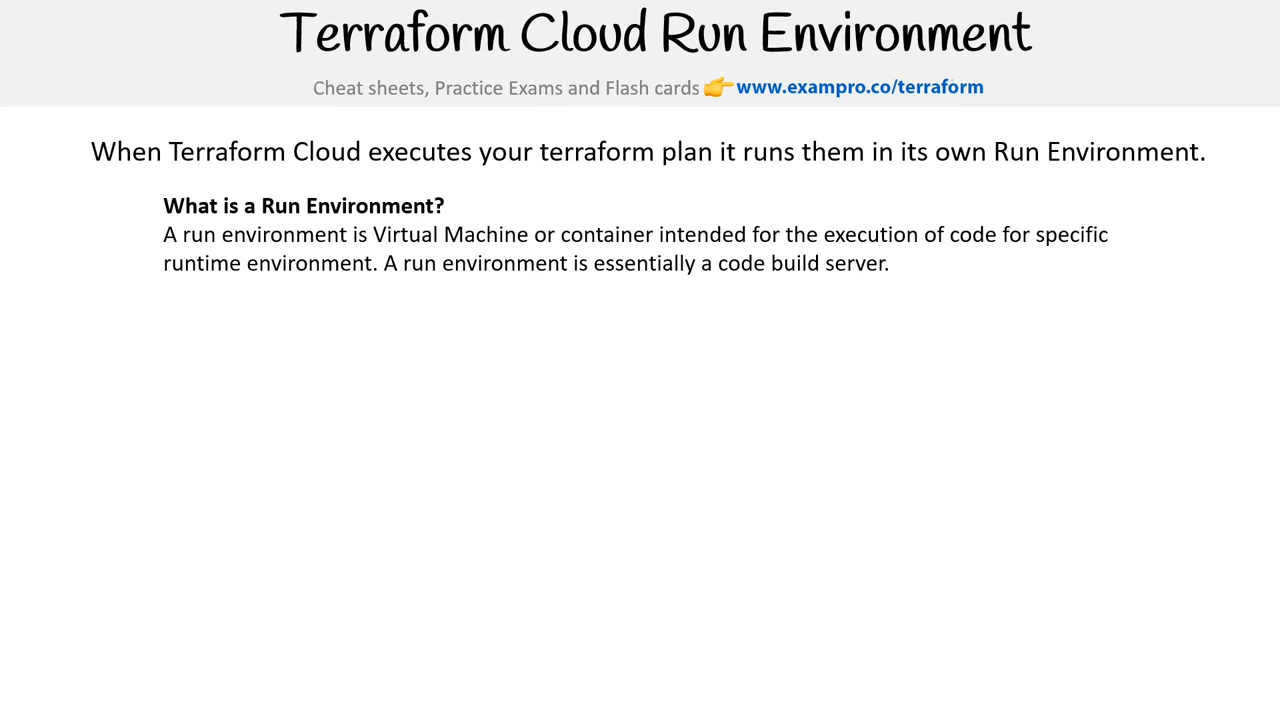 Terraform Cloud Run Environment
Cheat sheets, Practice Exams and Flash cards 👉 www.exampro.co/terraform
When Terraform Cloud executes your terraform plan it runs them in its own Run Environment.
What is a Run Environment?
A run environment is Virtual Machine or container intended for the execution of code for specific
runtime environment. A run environment is essentially a code build server.